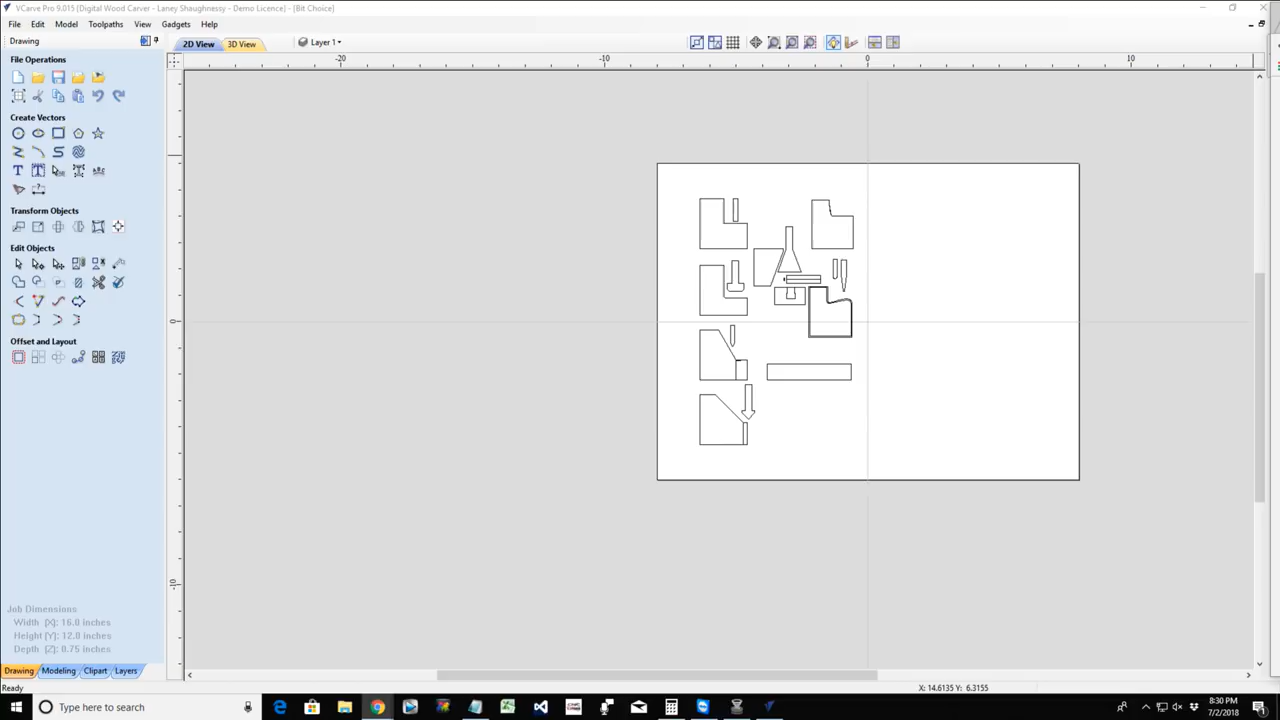 VCarve Pro 9.015 [Digital Wood Carver - Laney Shaughnessy - Demo Licence] - [Bit Choice]
File Edit Model Toolpaths View Gadgets Help
Drawing
2D View 3D View Layer 1
File Operations
-20 -10 0 10
Create Vectors
Transform Objects
Edit Objects
0
Offset and Layout
-10
Job Dimensions
Width (X): 16.0 inches
Height (Y): 12.0 inches
Depth (Z): 0.75 inches
Drawing Modeling Clipart Layers
Ready X: 14.6135 Y: 6.3155
Type here to search
8:30 PM
7/2/2018